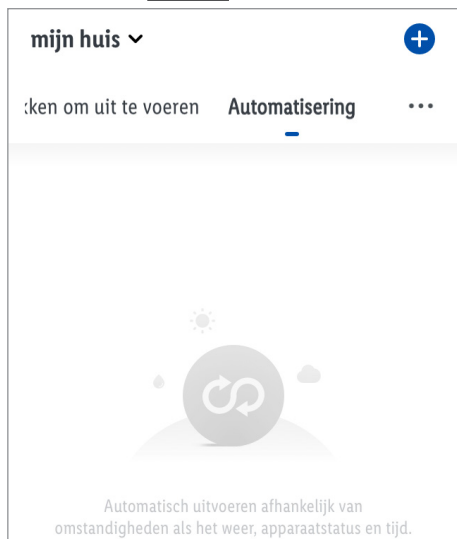 mijn huis
ken om uit te voeren Automatisering ...
Automatisch uitvoeren afhankelijk van
omstandigheden als het weer, apparaatstatus en tijd.